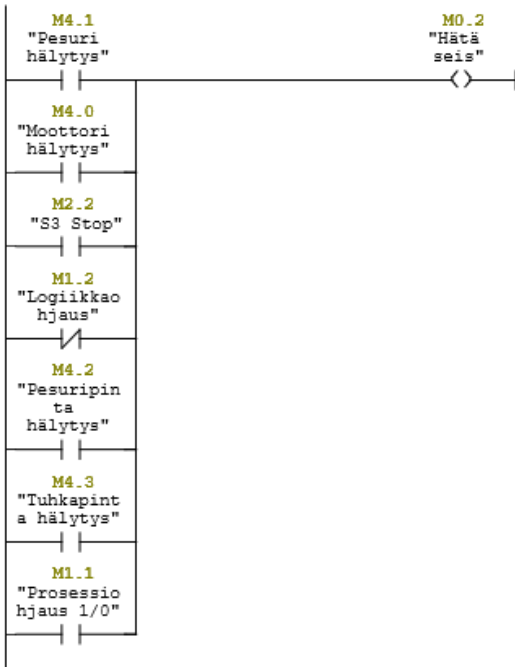 M4.1
"Pesuri
hälytys"
M0.2
"Hätä
seis"
M4.0
"Moottori
hälytys"
M2.2
"S3 Stop"
M1.2
"Logiikkao
hjaus"
M4.2
"Pesuripin
ta
hälytys"
M4.3
"Tuhkapint
a hälytys"
M1.1
"Prosessio
hjaus 1/0"